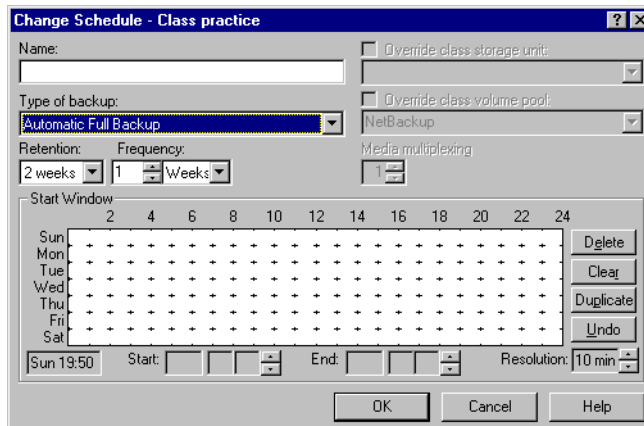 Change Schedule - Class practice
Name:
Override class storage unit:
Type of backup:
Override class volume pool:
Automatic Full Backup
NetBackup
Retention:
Frequency:
Media multiplexing
2 weeks
1
Weeks
1
Start Window
2 4 6 8 10 12 14 16 18 20 22 24
Sun
Mon
Tue
Wed
Thu
Fri
Sat
Delete
Clear
Duplicate
Undo
Sun 19:50
Start:
End:
Resolution:
10 min
OK
Cancel
Help